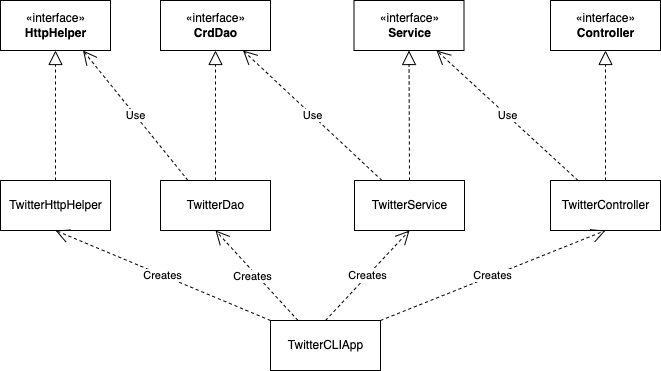 «interface»
HttpHelper
«interface»
CrdDao
«interface»
Service
«interface»
Controller
Use
Use
Use
TwitterHttpHelper
TwitterDao
TwitterService
TwitterController
Creates
Creates
Creates
Creates
TwitterCLIApp